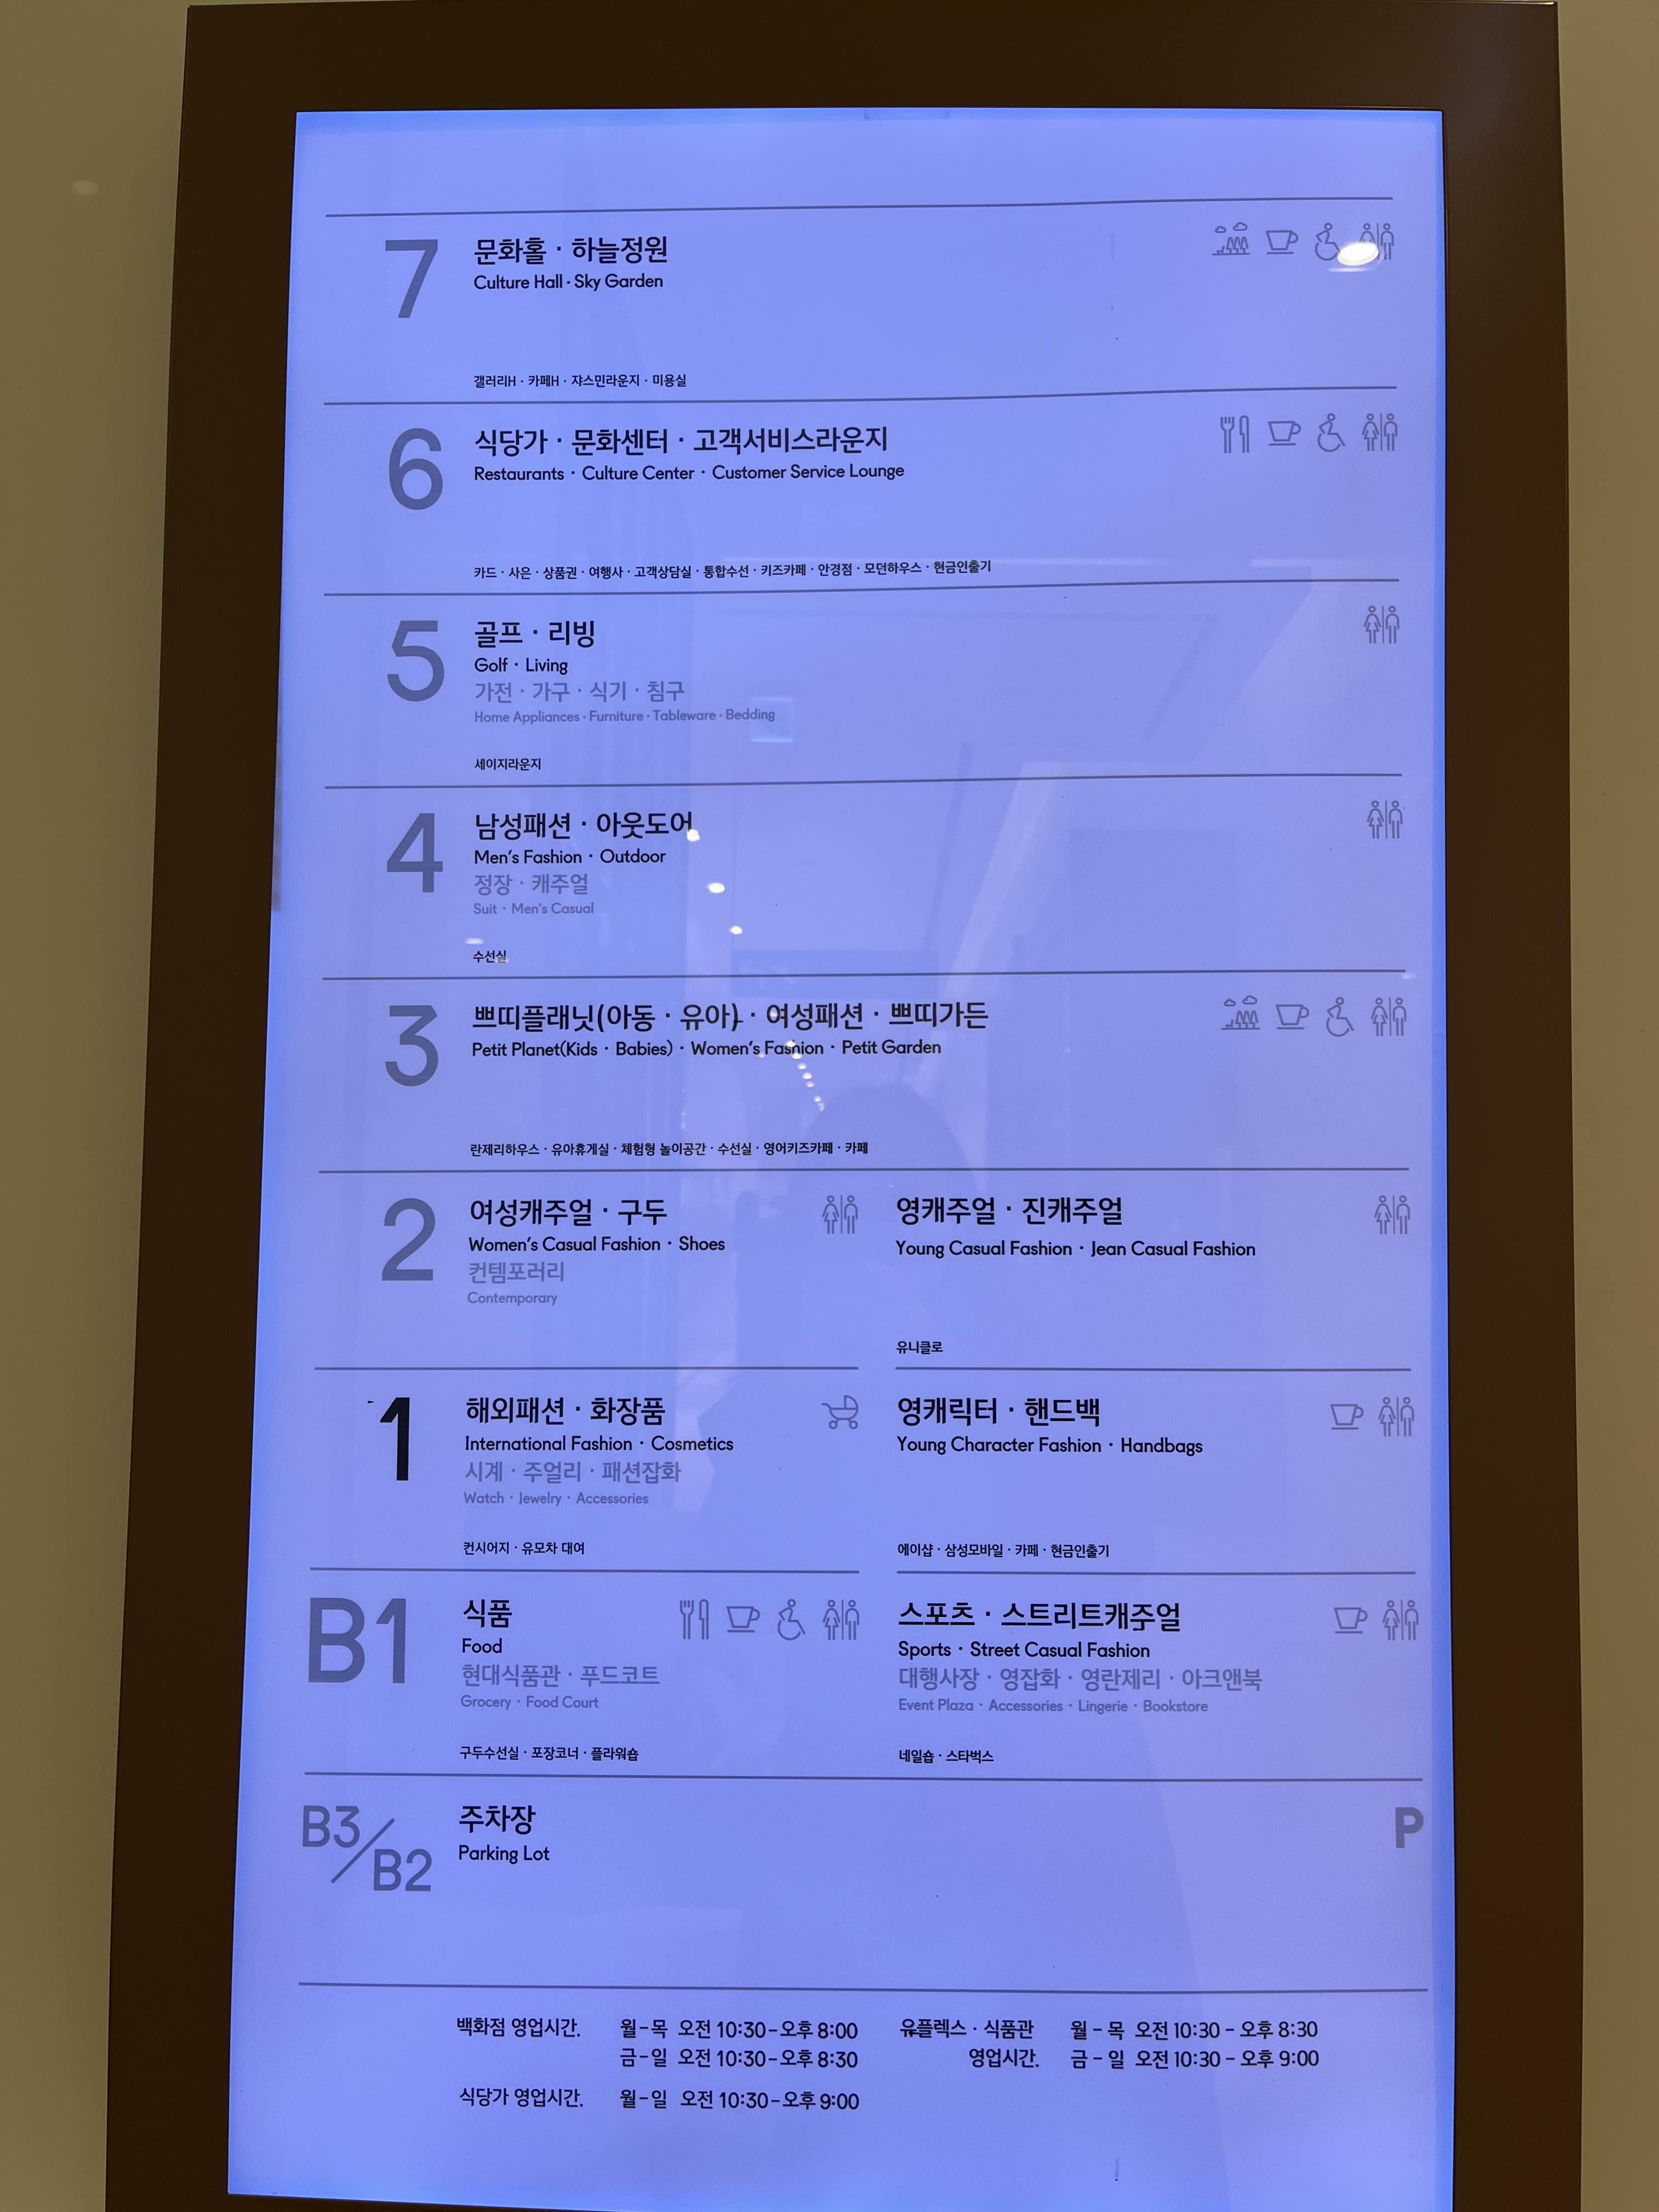 7
문화홀 · 하늘정원
Culture Hall · Sky Garden
갤러리H · 카페H · 쟈스민라운지 · 미용실
6
식당가 · 문화센터 · 고객서비스라운지
Restaurants · Culture Center · Customer Service Lounge
카드 · 사은 · 상품권 · 여행사 · 고객상담실 · 통합수선 · 키즈카페 · 안경점 · 모던하우스 · 현금인출기
5
골프 · 리빙
Golf · Living
가전 · 가구 · 식기 · 침구
Home Appliances · Furniture · Tableware · Bedding
세이지라운지
4
남성패션 · 아웃도어
Men's Fashion · Outdoor
정장 · 캐주얼
Suit · Men's Casual
수선실
3
쁘띠플래닛(아동 · 유아) · 여성패션 · 쁘띠가든
Petit Planet(Kids · Babies) · Women's Fashion · Petit Garden
란제리하우스 · 유아휴게실 · 체험형 놀이공간 · 수선실 · 영어키즈카페 · 카페
2
여성캐주얼 · 구두
Women's Casual Fashion · Shoes
컨템포러리
Contemporary
영캐주얼 · 진캐주얼
Young Casual Fashion · Jean Casual Fashion
유니클로
1
해외패션 · 화장품
International Fashion · Cosmetics
시계 · 주얼리 · 패션잡화
Watch · Jewelry · Accessories
컨시어지 · 유모차 대여
영캐릭터 · 핸드백
Young Character Fashion · Handbags
에이샵 · 삼성모바일 · 카페 · 현금인출기
B1
식품
Food
현대식품관 · 푸드코트
Grocery · Food Court
구두수선실 · 포장코너 · 플라워숍
스포츠 · 스트리트캐주얼
Sports · Street Casual Fashion
대행사장 · 영잡화 · 영란제리 · 아크앤북
Event Plaza · Accessories · Lingerie · Bookstore
네일숍 · 스타벅스
B3/B2
주차장
Parking Lot
P
백화점 영업시간. 월-목 오전 10:30-오후 8:00
금-일 오전 10:30-오후 8:30
식당가 영업시간. 월-일 오전 10:30-오후 9:00
유플렉스 · 식품관 월 - 목 오전 10:30 - 오후 8:30
영업시간. 금 - 일 오전 10:30 - 오후 9:00